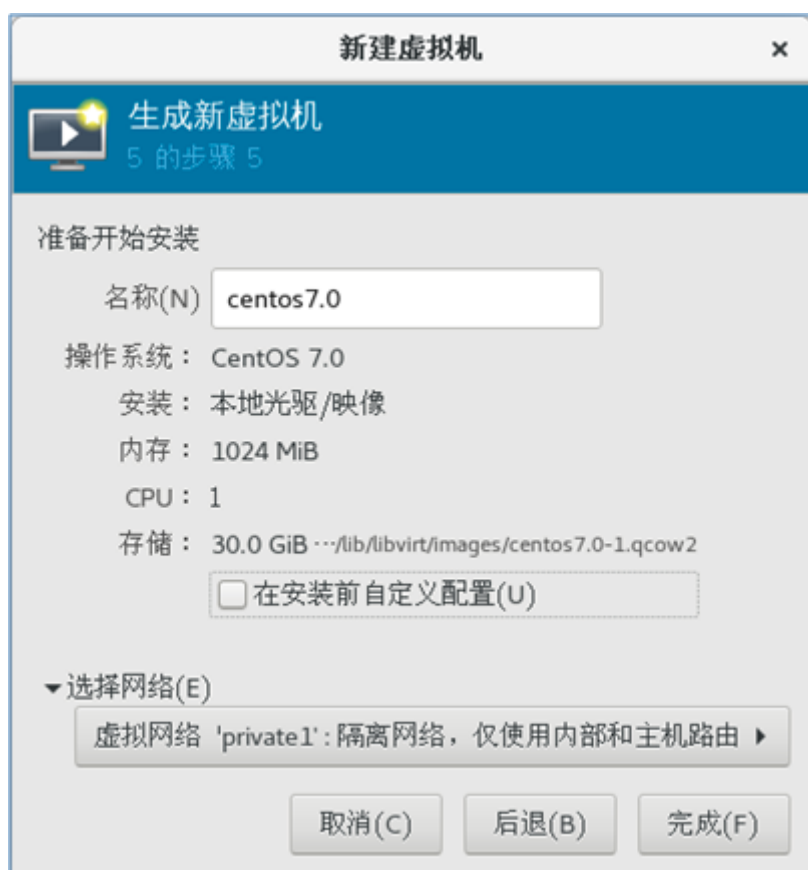 新建虚拟机 ×
生成新虚拟机
5 的步骤 5
准备开始安装
名称(N) centos7.0
操作系统： CentOS 7.0
安装： 本地光驱/映像
内存： 1024 MiB
CPU： 1
存储： 30.0 GiB …/lib/libvirt/images/centos7.0-1.qcow2
在安装前自定义配置(U)
选择网络(E)
虚拟网络 'private1'：隔离网络，仅使用内部和主机路由
取消(C) 后退(B) 完成(F)